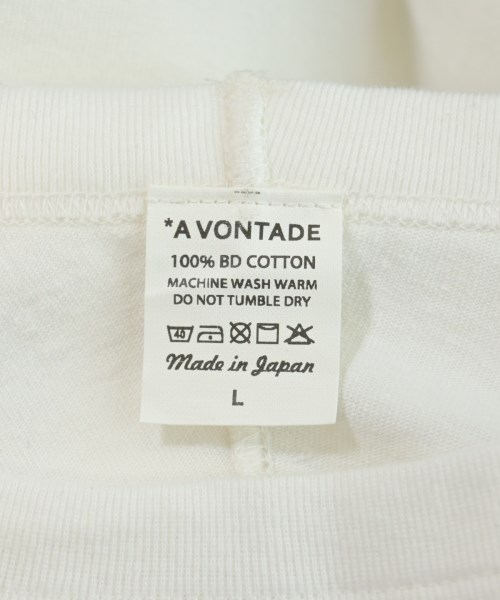 *A VONTADE
100% BD COTTON
MACHINE WASH WARM
DO NOT TUMBLE DRY
40
Made in Japan
L